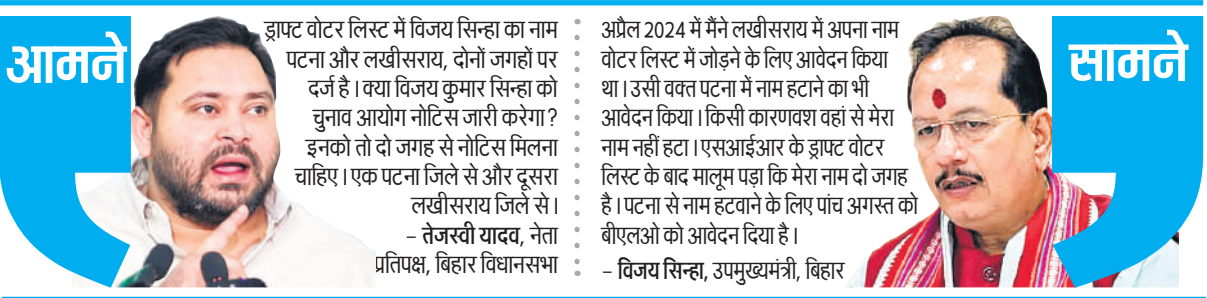 आमने
ड्राफ्ट वोटर लिस्ट में विजय सिन्हा का नाम
पटना और लखीसराय, दोनों जगहों पर
दर्ज है। क्या विजय कुमार सिन्हा को
चुनाव आयोग नोटिस जारी करेगा?
इनको तो दो जगह से नोटिस मिलना
चाहिए। एक पटना जिले से और दूसरा
लखीसराय जिले से।
– तेजस्वी यादव, नेता
प्रतिपक्ष, बिहार विधानसभा
अप्रैल 2024 में मैंने लखीसराय में अपना नाम
वोटर लिस्ट में जोड़ने के लिए आवेदन किया
था। उसी वक्त पटना में नाम हटाने का भी
आवेदन किया। किसी कारणवश वहां से मेरा
नाम नहीं हटा। एसआईआर के ड्राफ्ट वोटर
लिस्ट के बाद मालूम पड़ा कि मेरा नाम दो जगह
है। पटना से नाम हटवाने के लिए पांच अगस्त को
बीएलओ को आवेदन दिया है।
– विजय सिन्हा, उपमुख्यमंत्री, बिहार
सामने